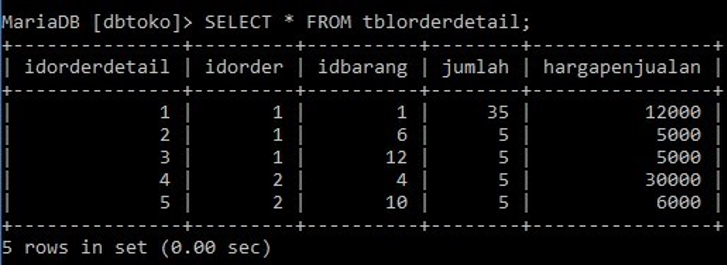 MariaDB [dbtoko]> SELECT * FROM tblorderdetail;
+---------------+---------+----------+--------+----------------+
| idorderdetail | idorder | idbarang | jumlah | hargapenjualan |
+---------------+---------+----------+--------+----------------+
|             1 |       1 |        1 |     35 |          12000 |
|             2 |       1 |        6 |      5 |           5000 |
|             3 |       1 |       12 |      5 |           5000 |
|             4 |       2 |        4 |      5 |          30000 |
|             5 |       2 |       10 |      5 |           6000 |
+---------------+---------+----------+--------+----------------+
5 rows in set (0.00 sec)